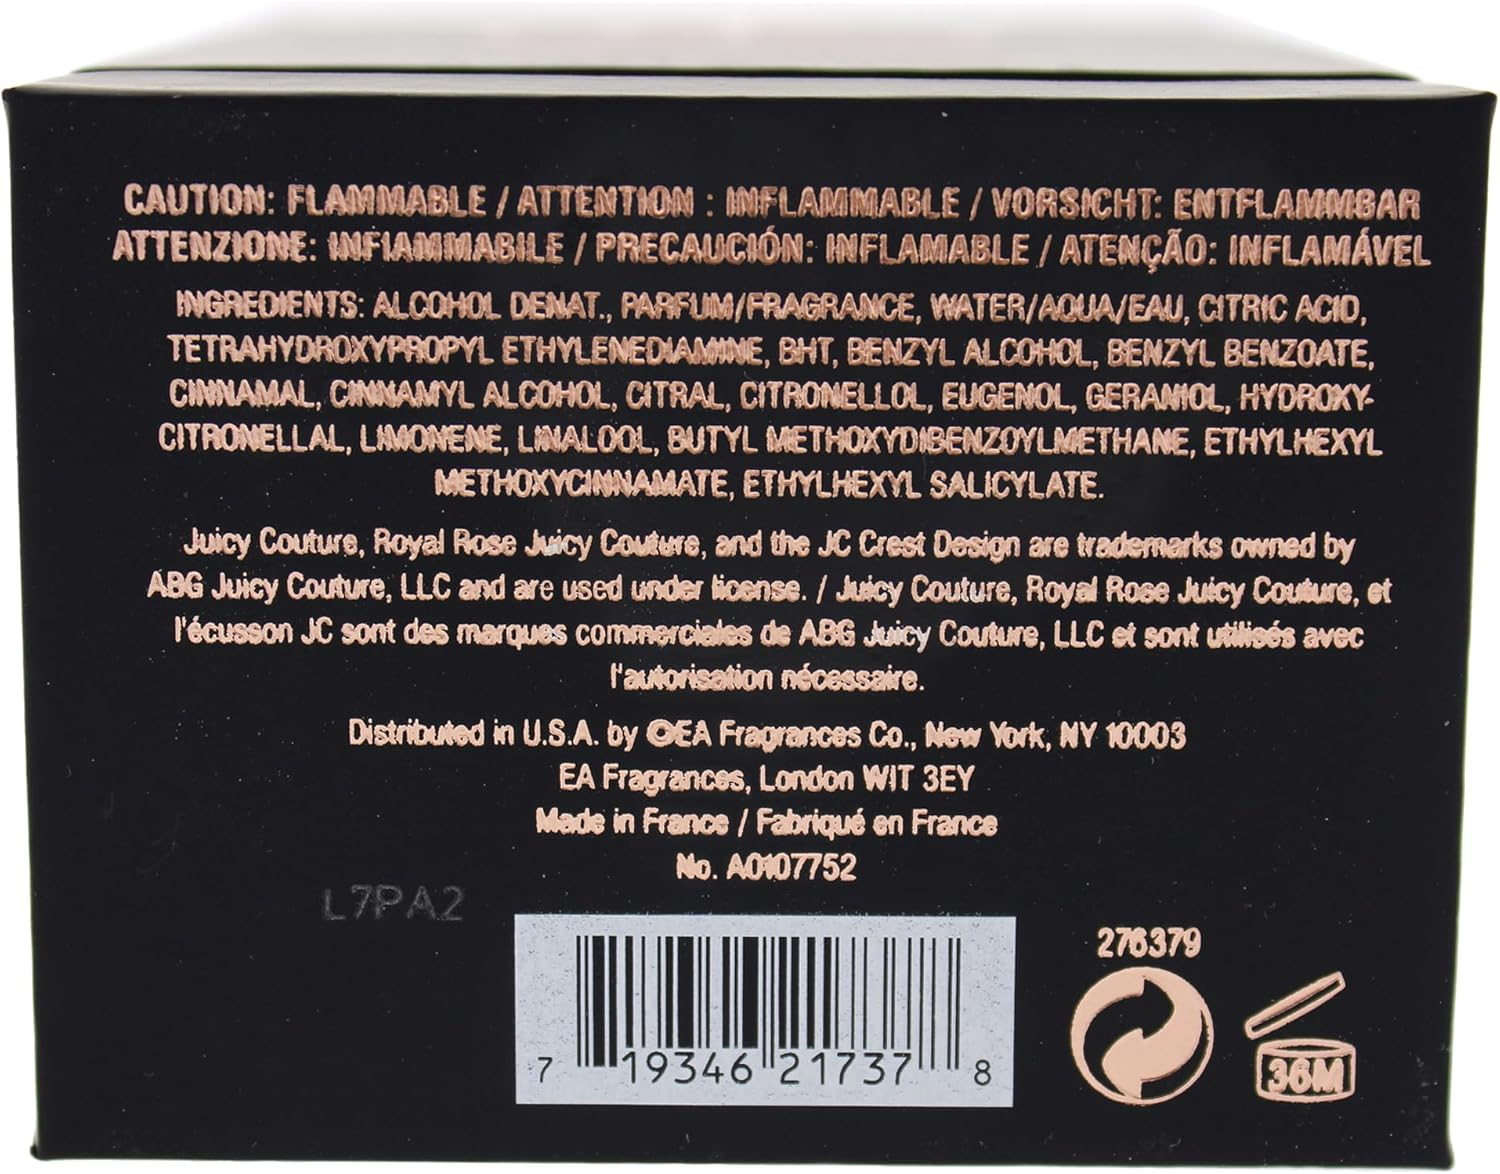 CAUTION: FLAMMABLE / ATTENTION : INFLAMMABLE / VORSICHT: ENTFLAMMBAR
ATTENZIONE: INFIAMMABILE / PRECAUCIÓN: INFLAMABLE / ATENÇÃO: INFLAMÁVEL
INGREDIENTS: ALCOHOL DENAT., PARFUM/FRAGRANCE, WATER/AQUA/EAU, CITRIC ACID,
TETRAHYDROXYPROPYL ETHYLENEDIAMINE, BHT, BENZYL ALCOHOL, BENZYL BENZOATE,
CINNAMAL, CINNAMYL ALCOHOL, CITRAL, CITRONELLOL, EUGENOL, GERANIOL, HYDROXY-
CITRONELLAL, LIMONENE, LINALOOL, BUTYL METHOXYDIBENZOYLMETHANE, ETHYLHEXYL
METHOXYCINNAMATE, ETHYLHEXYL SALICYLATE.
Juicy Couture, Royal Rose Juicy Couture, and the JC Crest Design are trademarks owned by
ABG Juicy Couture, LLC and are used under license. / Juicy Couture, Royal Rose Juicy Couture, et
l'écusson JC sont des marques commerciales de ABG Juicy Couture, LLC et sont utilisés avec
l'autorisation nécessaire.
Distributed in U.S.A. by ©EA Fragrances Co., New York, NY 10003
EA Fragrances, London WIT 3EY
Made in France / Fabriqué en France
No. A0107752
L7PA2
276379
7 19346 21737 8
36M